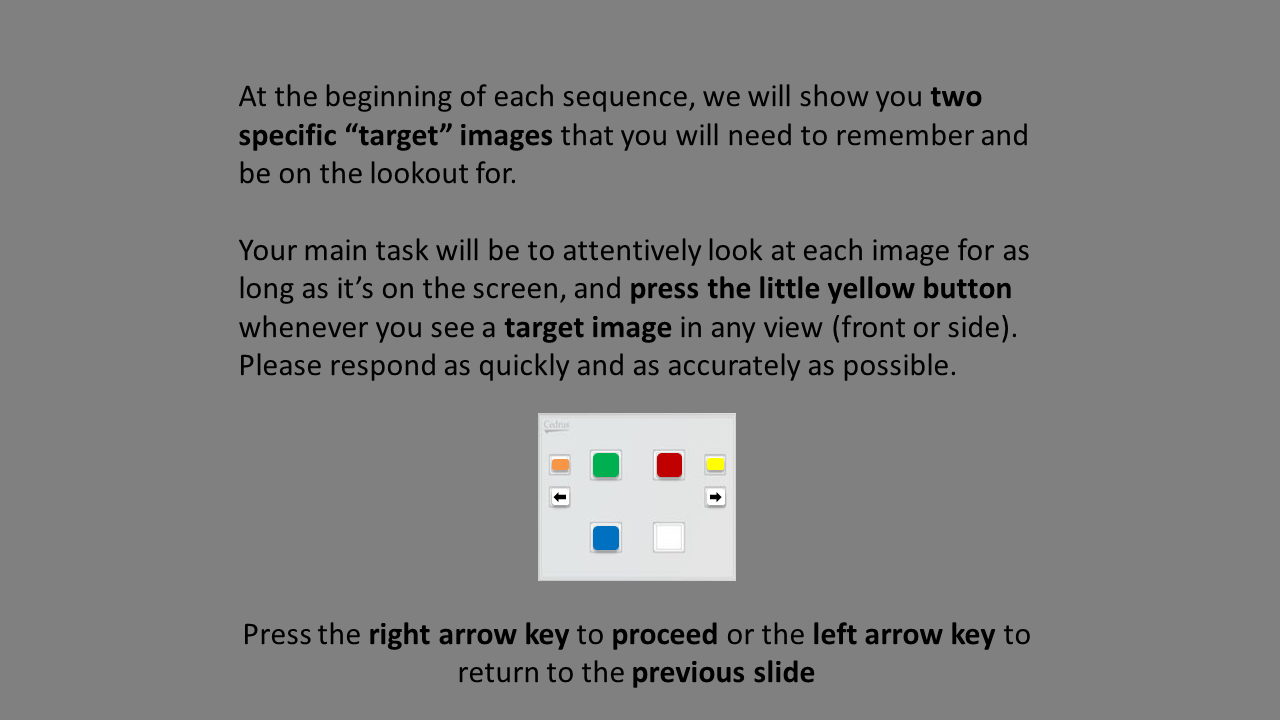 At the beginning of each sequence, we will show you two
specific “target” images that you will need to remember and
be on the lookout for.
Your main task will be to attentively look at each image for as
long as it’s on the screen, and press the little yellow button
whenever you see a target image in any view (front or side).
Please respond as quickly and as accurately as possible.
Cedrus
Press the right arrow key to proceed or the left arrow key to
return to the previous slide